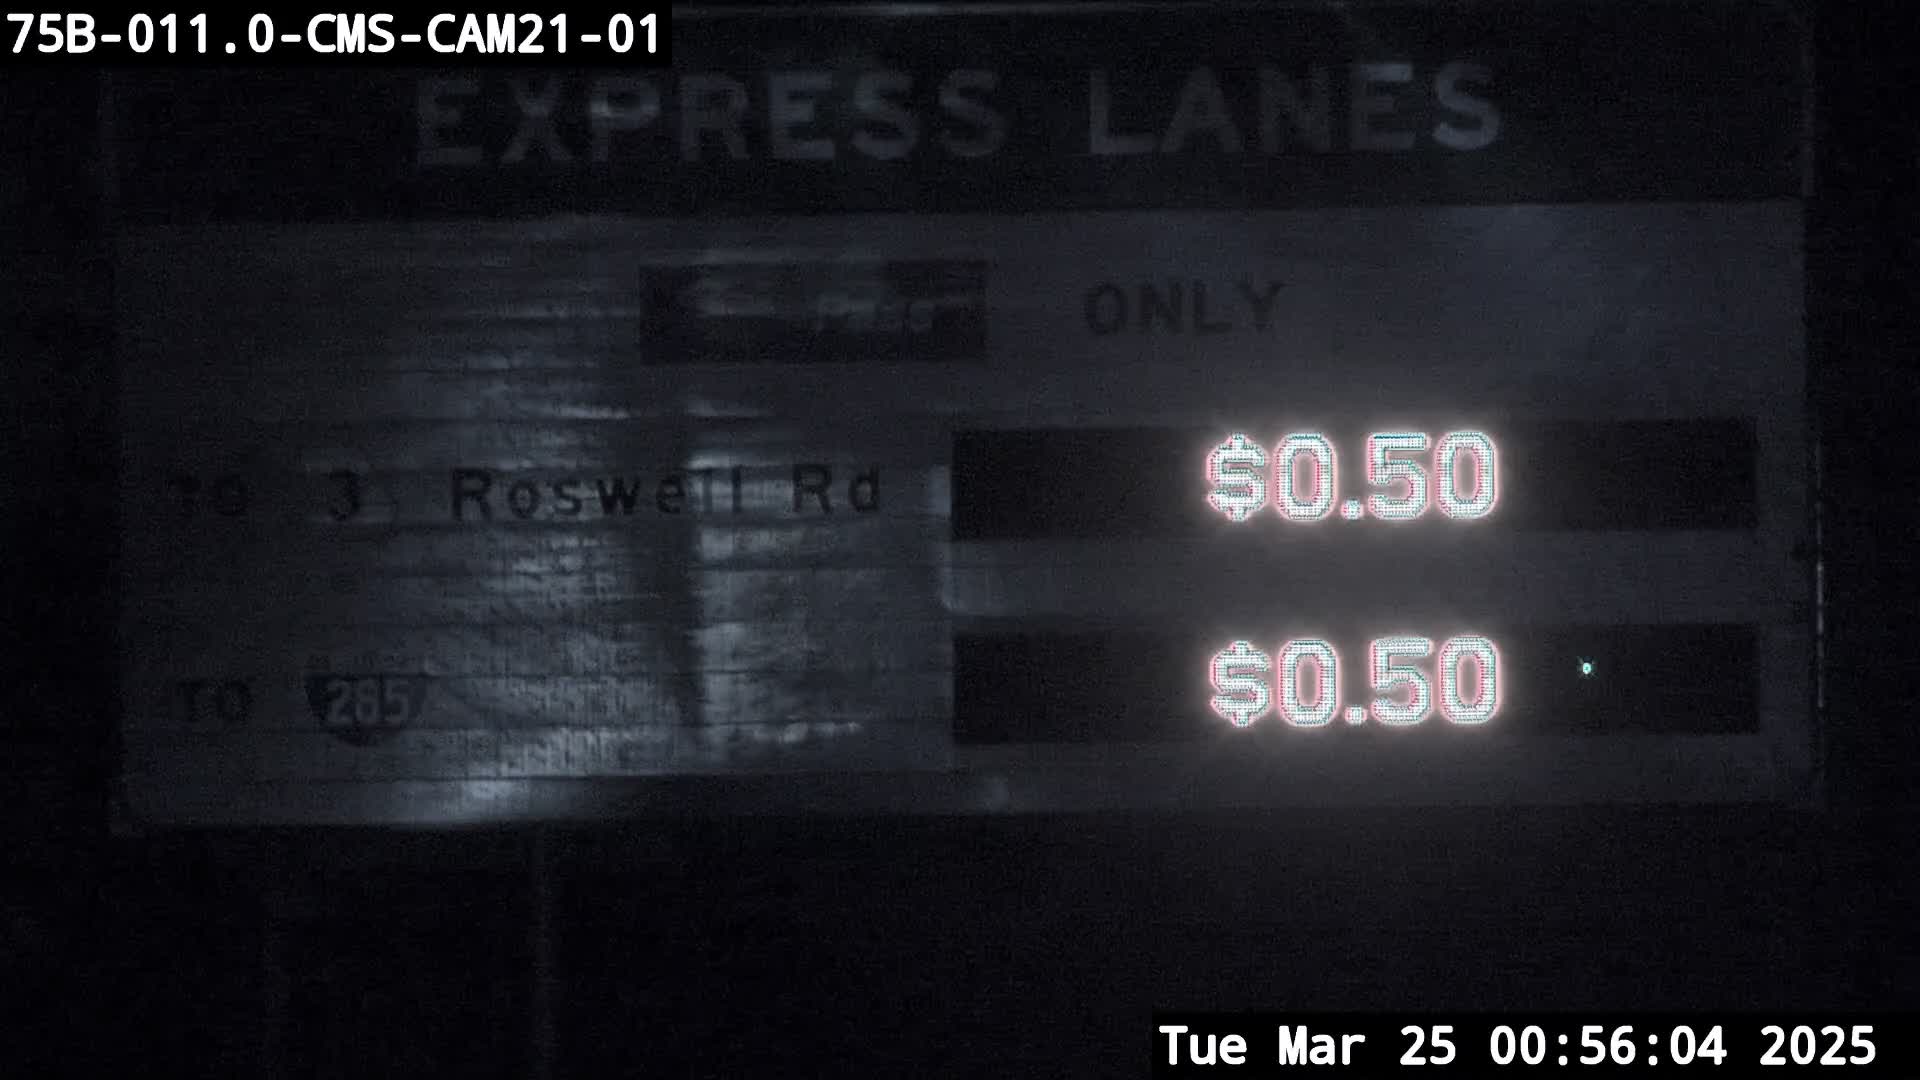 75B-011.0-CMS-CAM21-01
EXPRESS LANES
ONLY
TO J Roswell Rd $0.50
TO 285 $0.50
Tue Mar 25 00:56:04 2025